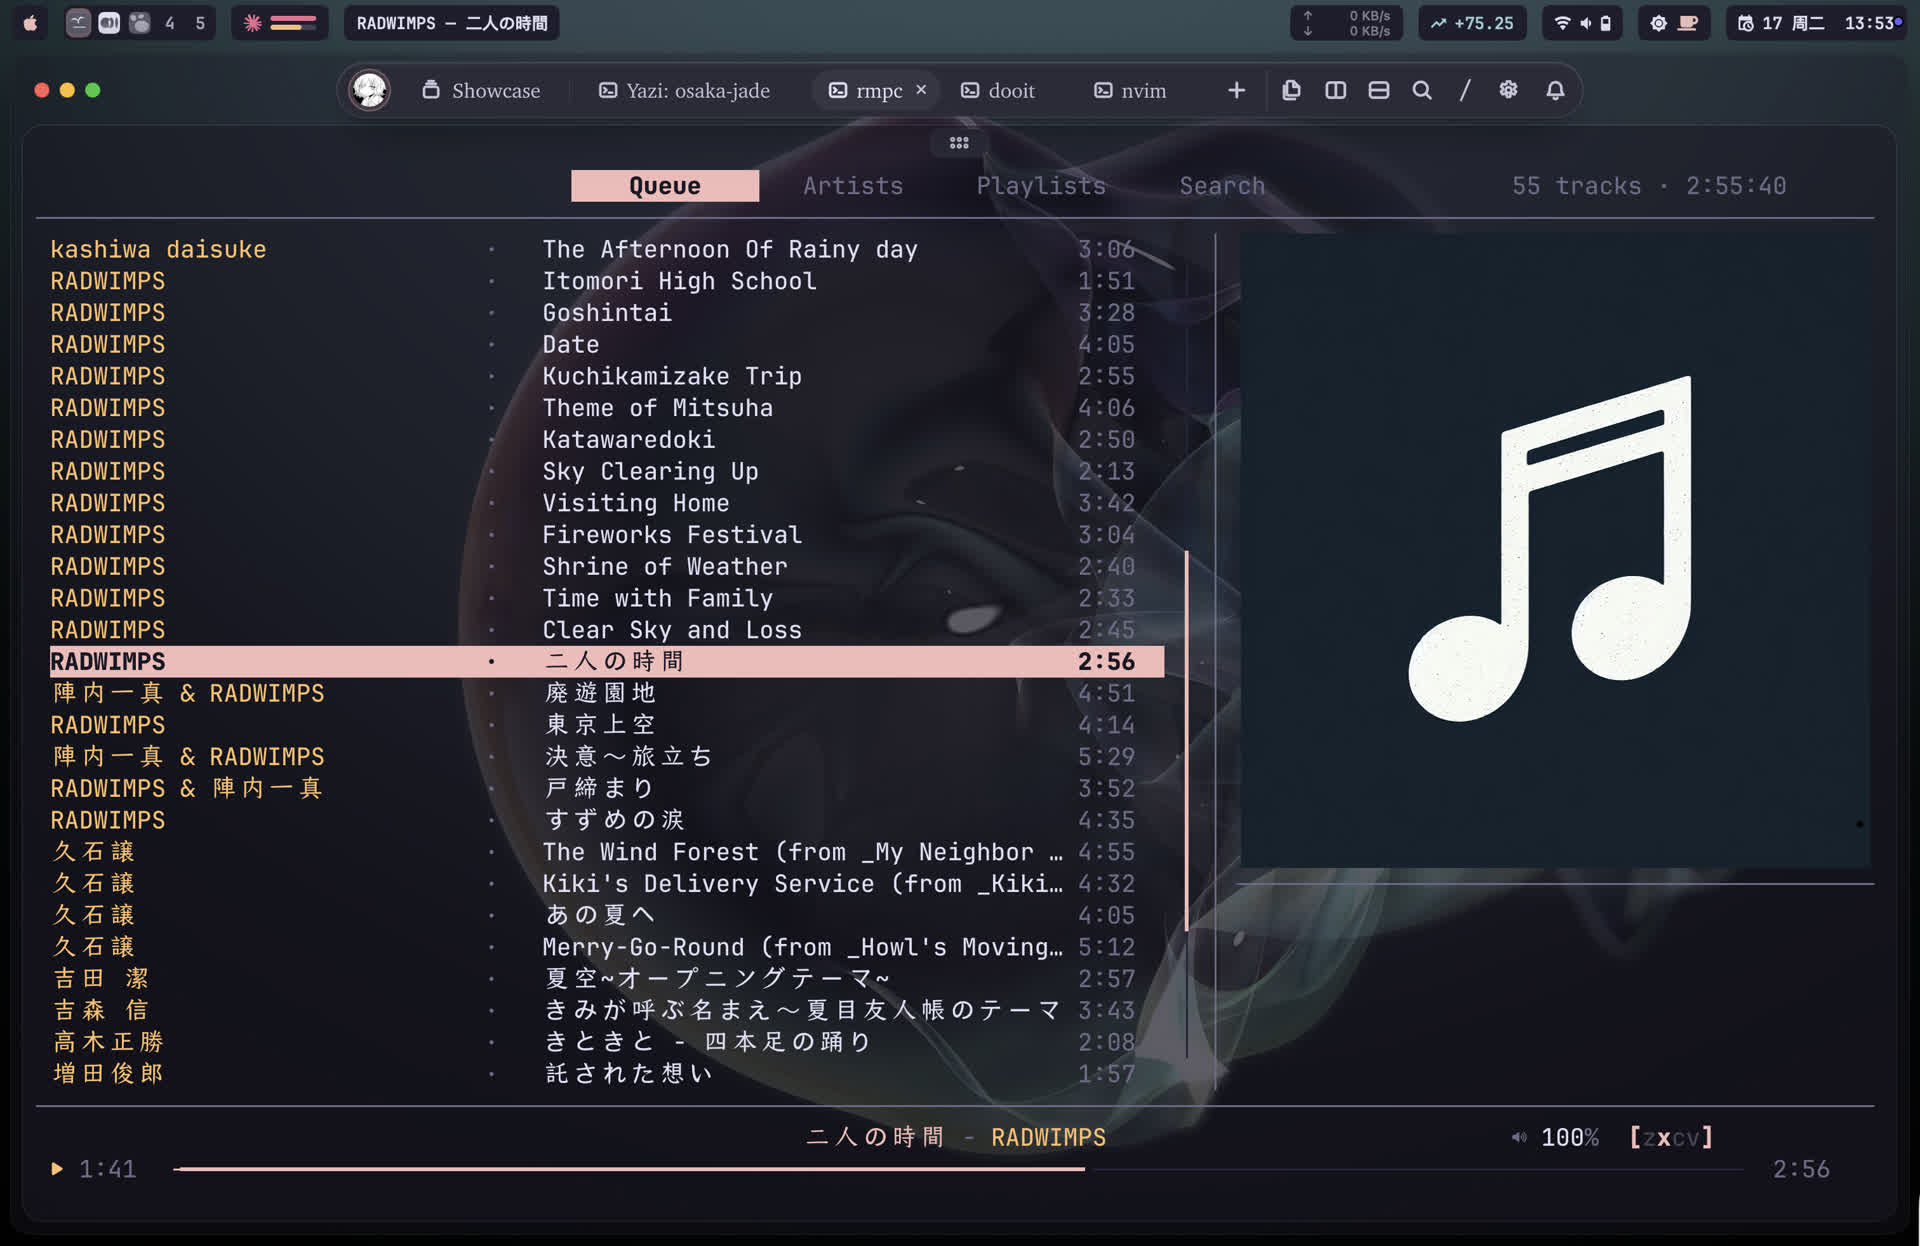 4 5 RADWIMPS – 二人の時間 0 KB/s 0 KB/s +75.25 17 周二 13:53
Showcase Yazi: osaka-jade rmpc × dooit nvim + /
Queue Artists Playlists Search 55 tracks · 2:55:40
kashiwa daisuke · The Afternoon Of Rainy day 3:06
RADWIMPS · Itomori High School 1:51
RADWIMPS · Goshintai 3:28
RADWIMPS · Date 4:05
RADWIMPS · Kuchikamizake Trip 2:55
RADWIMPS · Theme of Mitsuha 4:06
RADWIMPS · Katawaredoki 2:50
RADWIMPS · Sky Clearing Up 2:13
RADWIMPS · Visiting Home 3:42
RADWIMPS · Fireworks Festival 3:04
RADWIMPS · Shrine of Weather 2:40
RADWIMPS · Time with Family 2:33
RADWIMPS · Clear Sky and Loss 2:45
RADWIMPS · 二人の時間 2:56
陣内一真 & RADWIMPS · 廃遊園地 4:51
RADWIMPS · 東京上空 4:14
陣内一真 & RADWIMPS · 決意〜旅立ち 5:29
RADWIMPS & 陣内一真 · 戸締まり 3:52
RADWIMPS · すずめの涙 4:35
久石譲 · The Wind Forest (from _My Neighbor … 4:55
久石譲 · Kiki's Delivery Service (from _Kiki… 4:32
久石譲 · あの夏へ 4:05
久石譲 · Merry-Go-Round (from _Howl's Moving… 5:12
吉田 潔 · 夏空~オープニングテーマ~ 2:57
吉森 信 · きみが呼ぶ名まえ〜夏目友人帳のテーマ 3:43
高木正勝 · きときと - 四本足の踊り 2:08
増田俊郎 · 託された想い 1:57
二人の時間 - RADWIMPS 100% [zxcv]
1:41 2:56